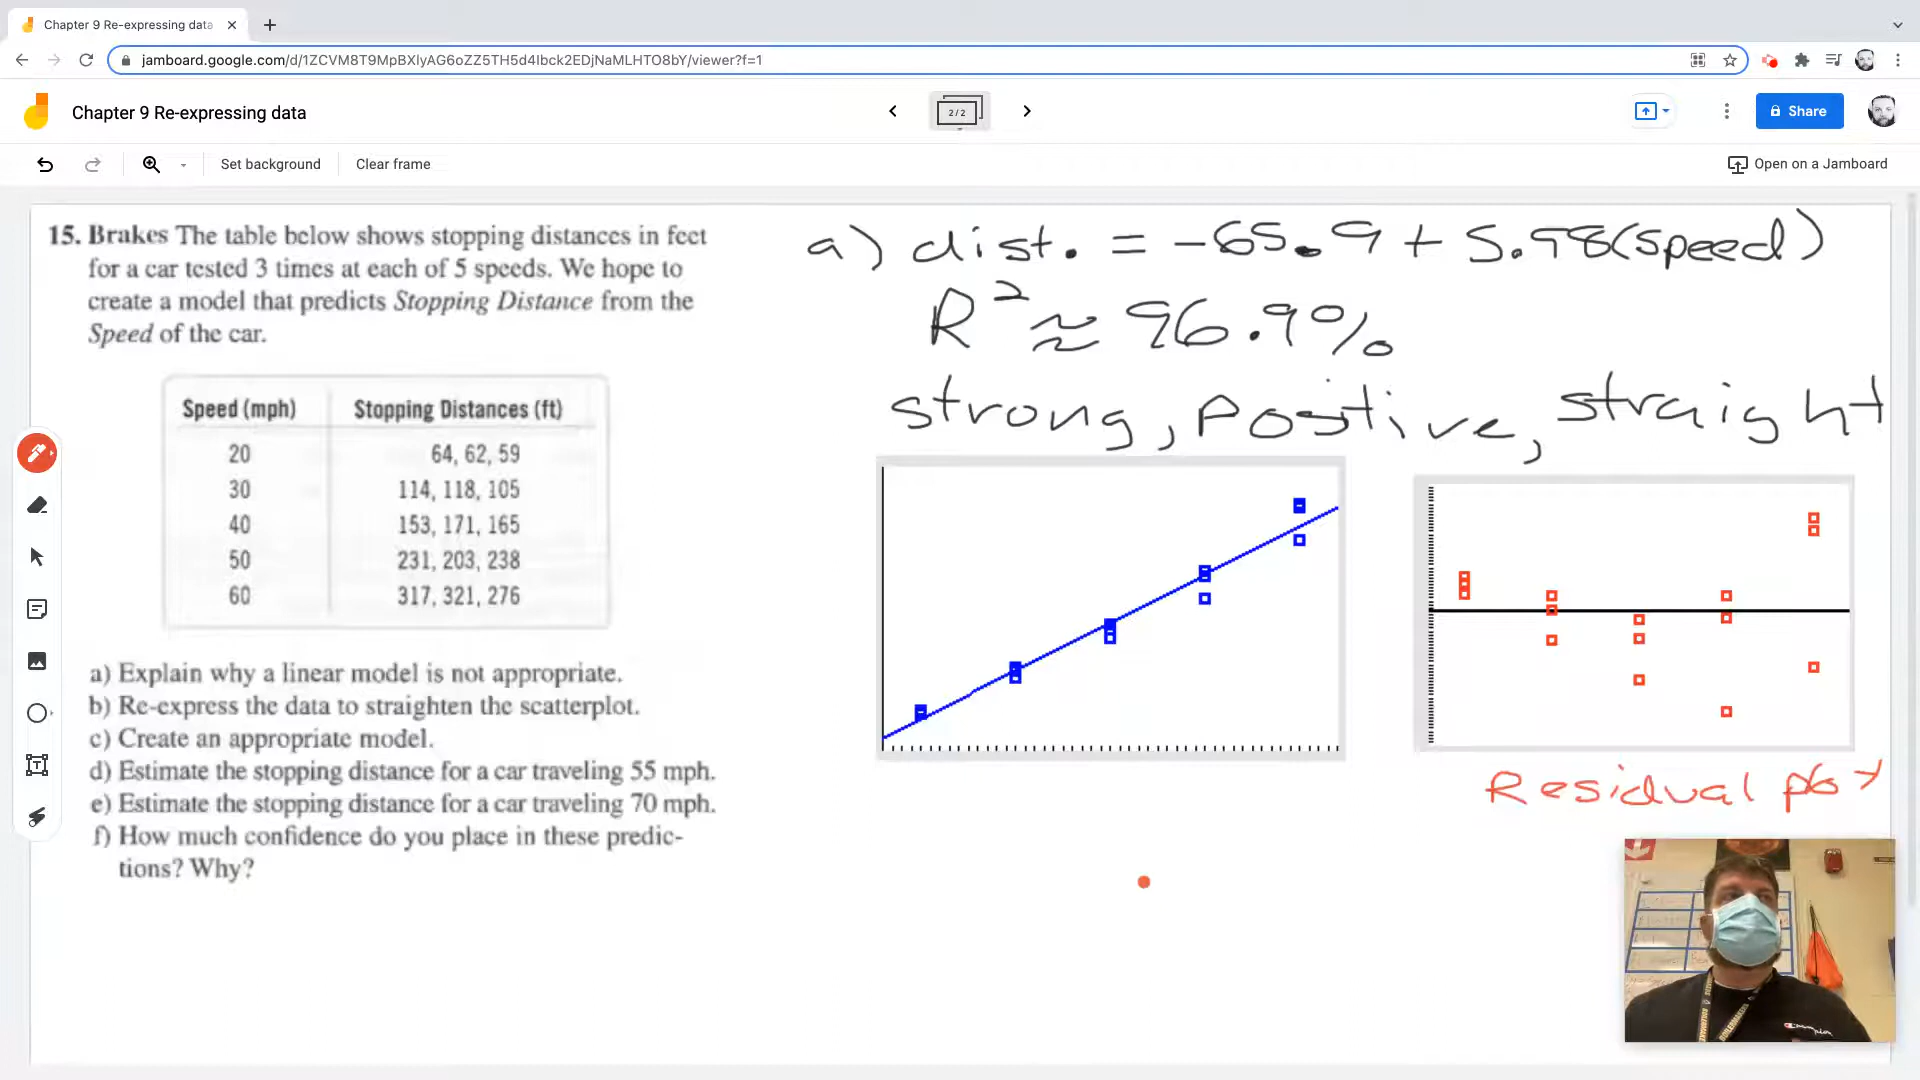 Chapter 9 Re-expressing data
jamboard.google.com/d/1ZCVM8T9MpBXlyAG6oZZ5TH5d4lbck2EDjNaMLHTO8bY/viewer?f=1
Chapter 9 Re-expressing data
2 / 2
Share
Set background
Clear frame
Open on a Jamboard
15. Brakes The table below shows stopping distances in feet
for a car tested 3 times at each of 5 speeds. We hope to
create a model that predicts Stopping Distance from the
Speed of the car.
Speed (mph) Stopping Distances (ft)
20 64, 62, 59
30 114, 118, 105
40 153, 171, 165
50 231, 203, 238
60 317, 321, 276
a) Explain why a linear model is not appropriate.
b) Re-express the data to straighten the scatterplot.
c) Create an appropriate model.
d) Estimate the stopping distance for a car traveling 55 mph.
e) Estimate the stopping distance for a car traveling 70 mph.
f) How much confidence do you place in these predic-
tions? Why?
a) dist. = -65.9 + 5.98(speed)
R² ≈ 96.9%
strong, positive, straight
Residual plot
Champion